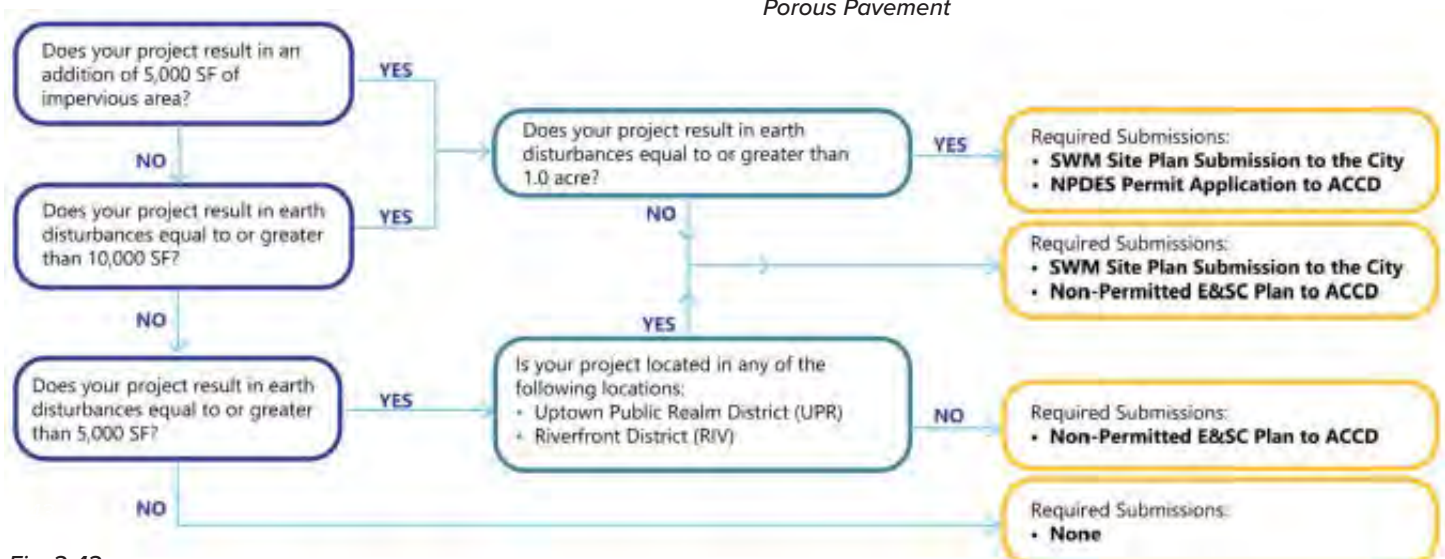 Porous Pavement
Does your project result in an
addition of 5,000 SF of
impervious area?
YES
NO
Does your project result in earth
disturbances equal to or greater
than 10,000 SF?
YES
NO
Does your project result in earth
disturbances equal to or greater
than 5,000 SF?
YES
NO
Does your project result in earth
disturbances equal to or greater than
1.0 acre?
YES
NO
YES
Is your project located in any of the
following locations:
• Uptown Public Realm District (UPR)
• Riverfront District (RIV)
NO
Required Submissions:
• SWM Site Plan Submission to the City
• NPDES Permit Application to ACCD
Required Submissions:
• SWM Site Plan Submission to the City
• Non-Permitted E&SC Plan to ACCD
Required Submissions:
• Non-Permitted E&SC Plan to ACCD
Required Submissions:
• None